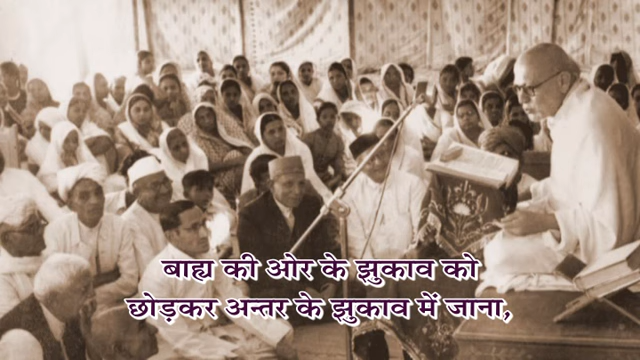 बाह्य की ओर के झुकाव को
छोड़कर अन्तर के झुकाव में जाना,